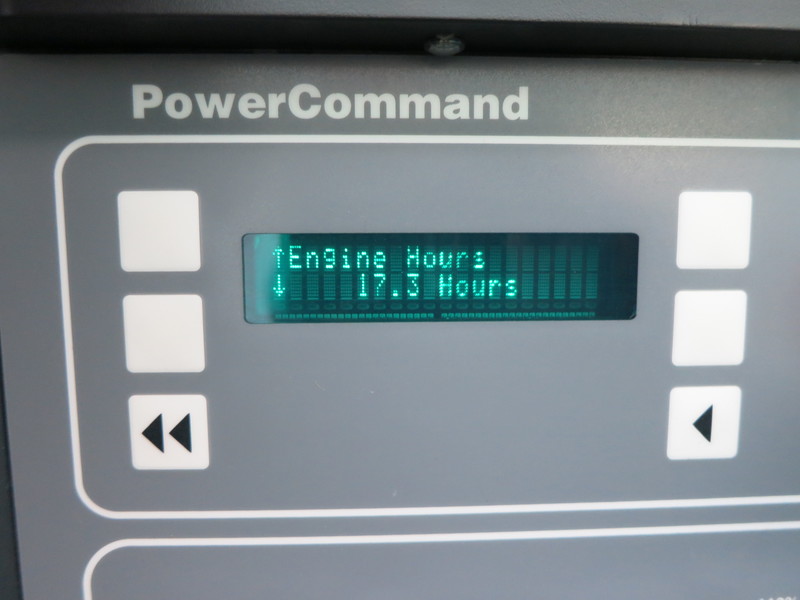 PowerCommand
↑Engine Hours
↓ 17.3 Hours